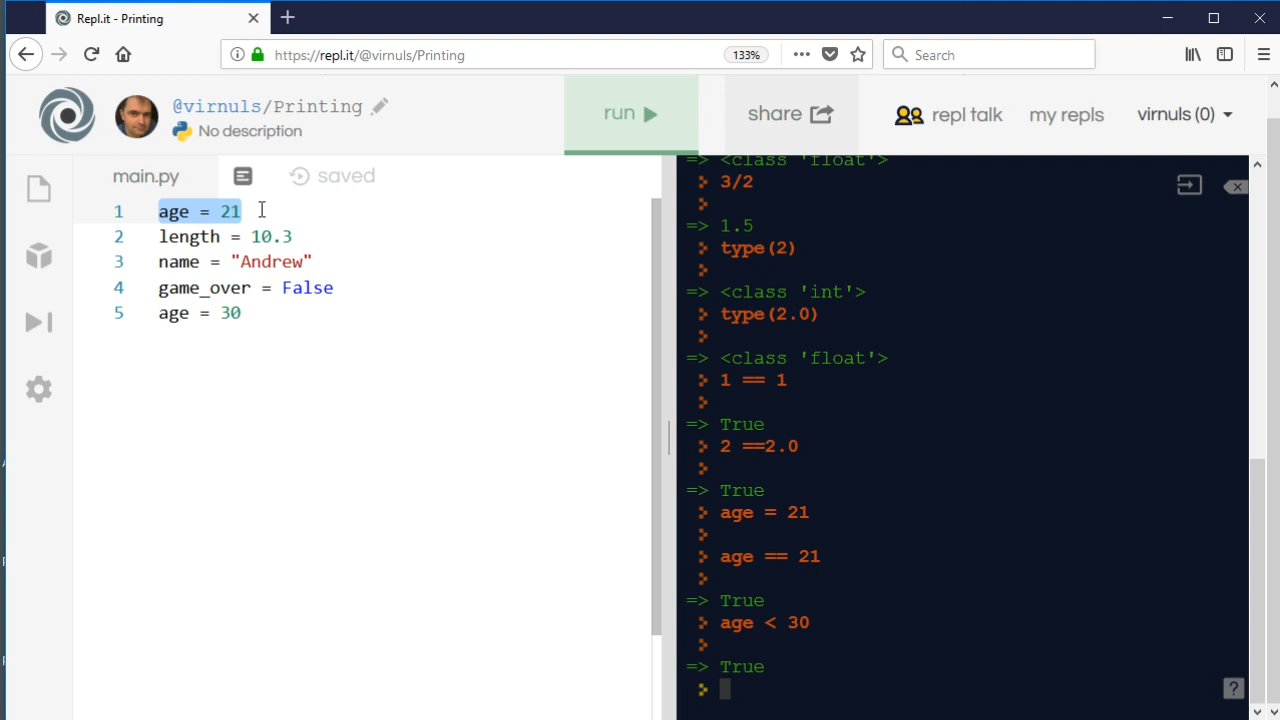 Repl.it - Printing
https://repl.it/@virnuls/Printing
133%
Search
@virnuls/Printing
No description
run
share
repl talk
my repls
virnuls (0)
main.py
saved
1 age = 21
2 length = 10.3
3 name = "Andrew"
4 game_over = False
5 age = 30
=> <class 'float'>
3/2
=> 1.5
type(2)
=> <class 'int'>
type(2.0)
=> <class 'float'>
1 == 1
=> True
2 ==2.0
=> True
age = 21
age == 21
=> True
age < 30
=> True
?